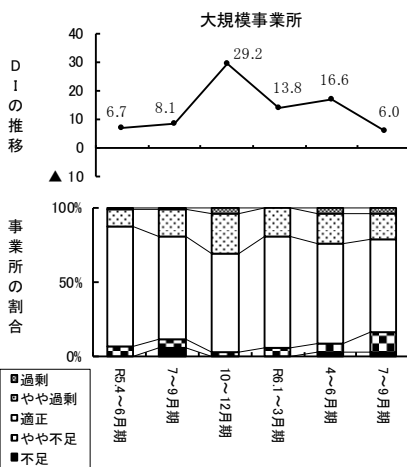 大規模事業所
DIの推移
40
30
20
10
0
▲ 10
6.7
8.1
29.2
13.8
16.6
6.0
事業所の割合
100%
50%
0%
R5.4~6月期
7~9月期
10~12月期
R6.1~3月期
4~6月期
7~9月期
過剰
やや過剰
適正
やや不足
不足